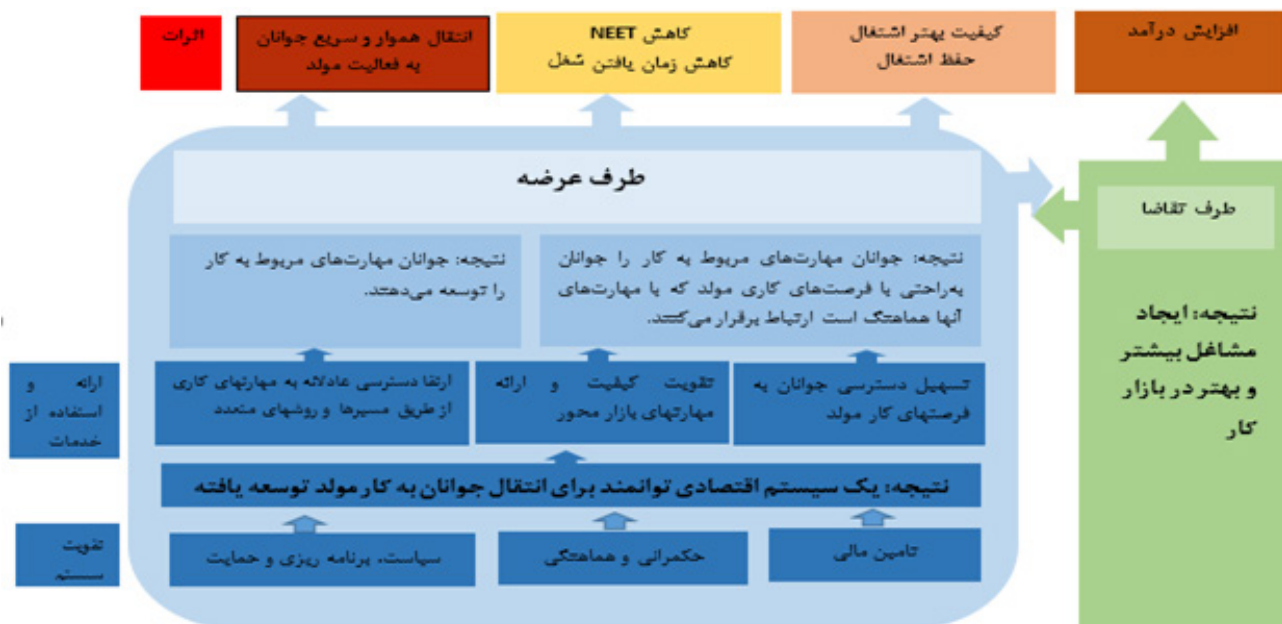 اثرات
انتقال هموار و سریع جوانان
به فعالیت مولد
کاهش NEET
کاهش زمان یافتن شغل
کیفیت بهتر اشتغال
حفظ اشتغال
افزایش درآمد
طرف عرضه
طرف تقاضا
نتیجه: جوانان مهارت‌های مربوط به کار را جوانان
به‌راحتی با فرصت‌های کاری مولد که با مهارت‌های
آنها هماهنگ است ارتباط برقرار می‌کنند.
نتیجه: جوانان مهارت‌های مربوط به کار
را توسعه می‌دهند.
نتیجه: ایجاد
مشاغل بیشتر
و بهتر در بازار
کار
تسهیل دسترسی جوانان به
فرصتهای کار مولد
تقویت کیفیت و ارائه
مهارتهای بازار محور
ارتقا دسترسی عادلانه به مهارتهای کاری
از طریق مسیرها و روشهای متعدد
ارائه و
استفاده از
خدمات
نتیجه: یک سیستم اقتصادی توانمند برای انتقال جوانان به کار مولد توسعه یافته
تامین مالی
حکمرانی و هماهنگی
سیاست، برنامه ریزی و حمایت
تقویت
سیستم